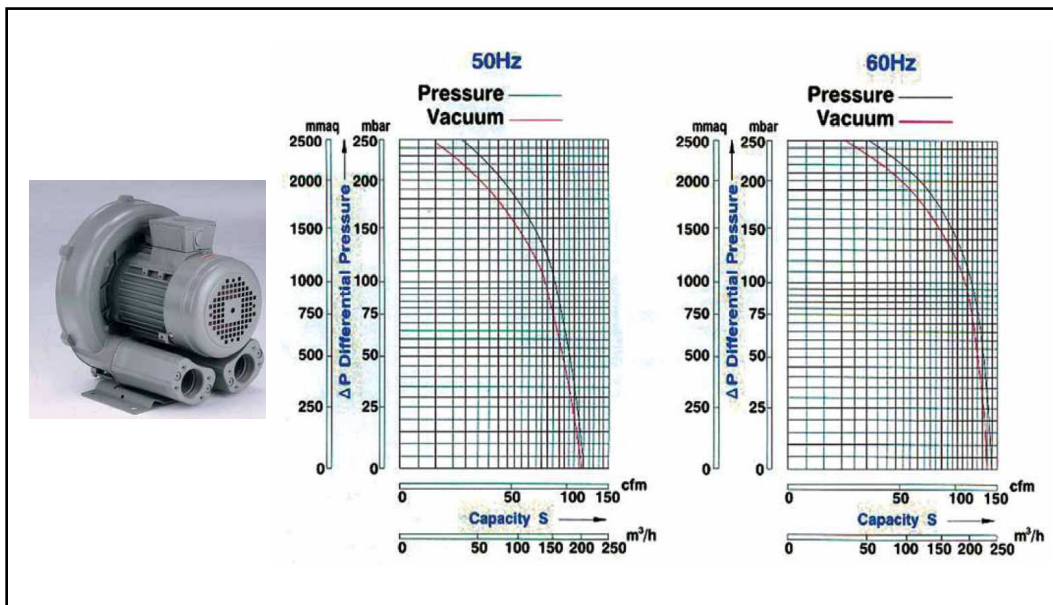 50Hz
Pressure
Vacuum
mmaq mbar
2500 250
2000 200
1500 150
1000 100
750 75
500 50
250 25
0 0
Δ P Differential Pressure
0 50 100 150 cfm
Capacity S
0 50 100 150 200 250 m³/h
60Hz
Pressure
Vacuum
mmaq mbar
2500 250
2000 200
1500 150
1000 100
750 75
500 50
250 25
0 0
Δ P Differential Pressure
0 50 100 150 cfm
Capacity S
0 50 100 150 200 250 m³/h